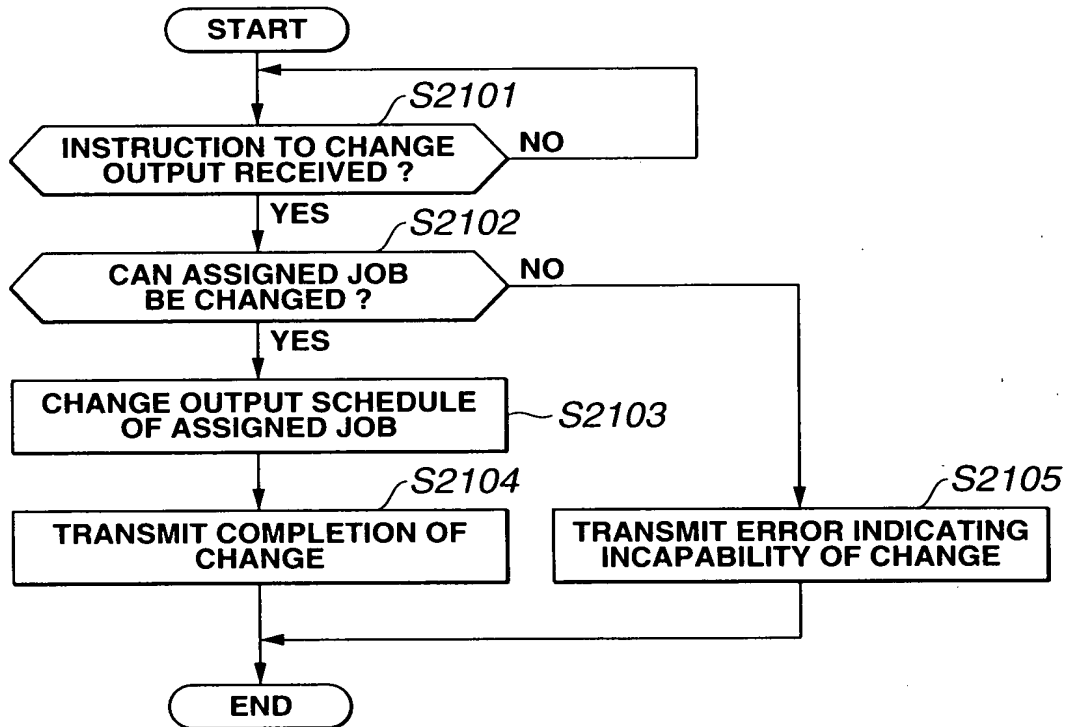 START
S2101
INSTRUCTION TO CHANGE
OUTPUT RECEIVED ?
NO
YES
S2102
CAN ASSIGNED JOB
BE CHANGED ?
NO
YES
CHANGE OUTPUT SCHEDULE
OF ASSIGNED JOB
S2103
S2104
TRANSMIT COMPLETION OF
CHANGE
S2105
TRANSMIT ERROR INDICATING
INCAPABILITY OF CHANGE
END